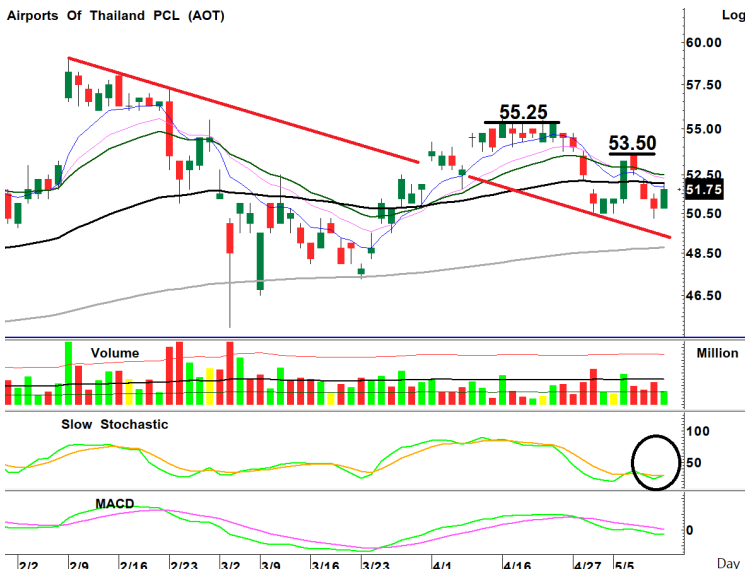 Airports Of Thailand PCL (AOT)
Log
60.00
57.50
55.00
52.50
51.75
50.50
48.50
46.50
55.25
53.50
Volume
Million
Slow Stochastic
100
50
MACD
0
2/2 2/9 2/16 2/23 3/2 3/9 3/16 3/23 4/1 4/16 4/27 5/5 Day